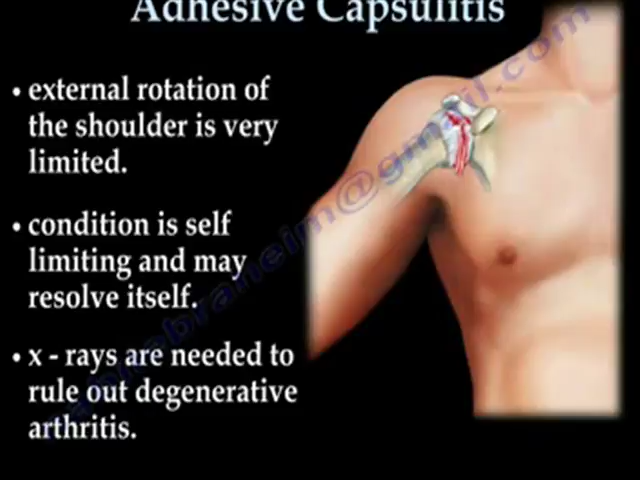 Adhesive Capsulitis
• external rotation of
the shoulder is very
limited.
• condition is self
limiting and may
resolve itself.
• x - rays are needed to
rule out degenerative
arthritis.